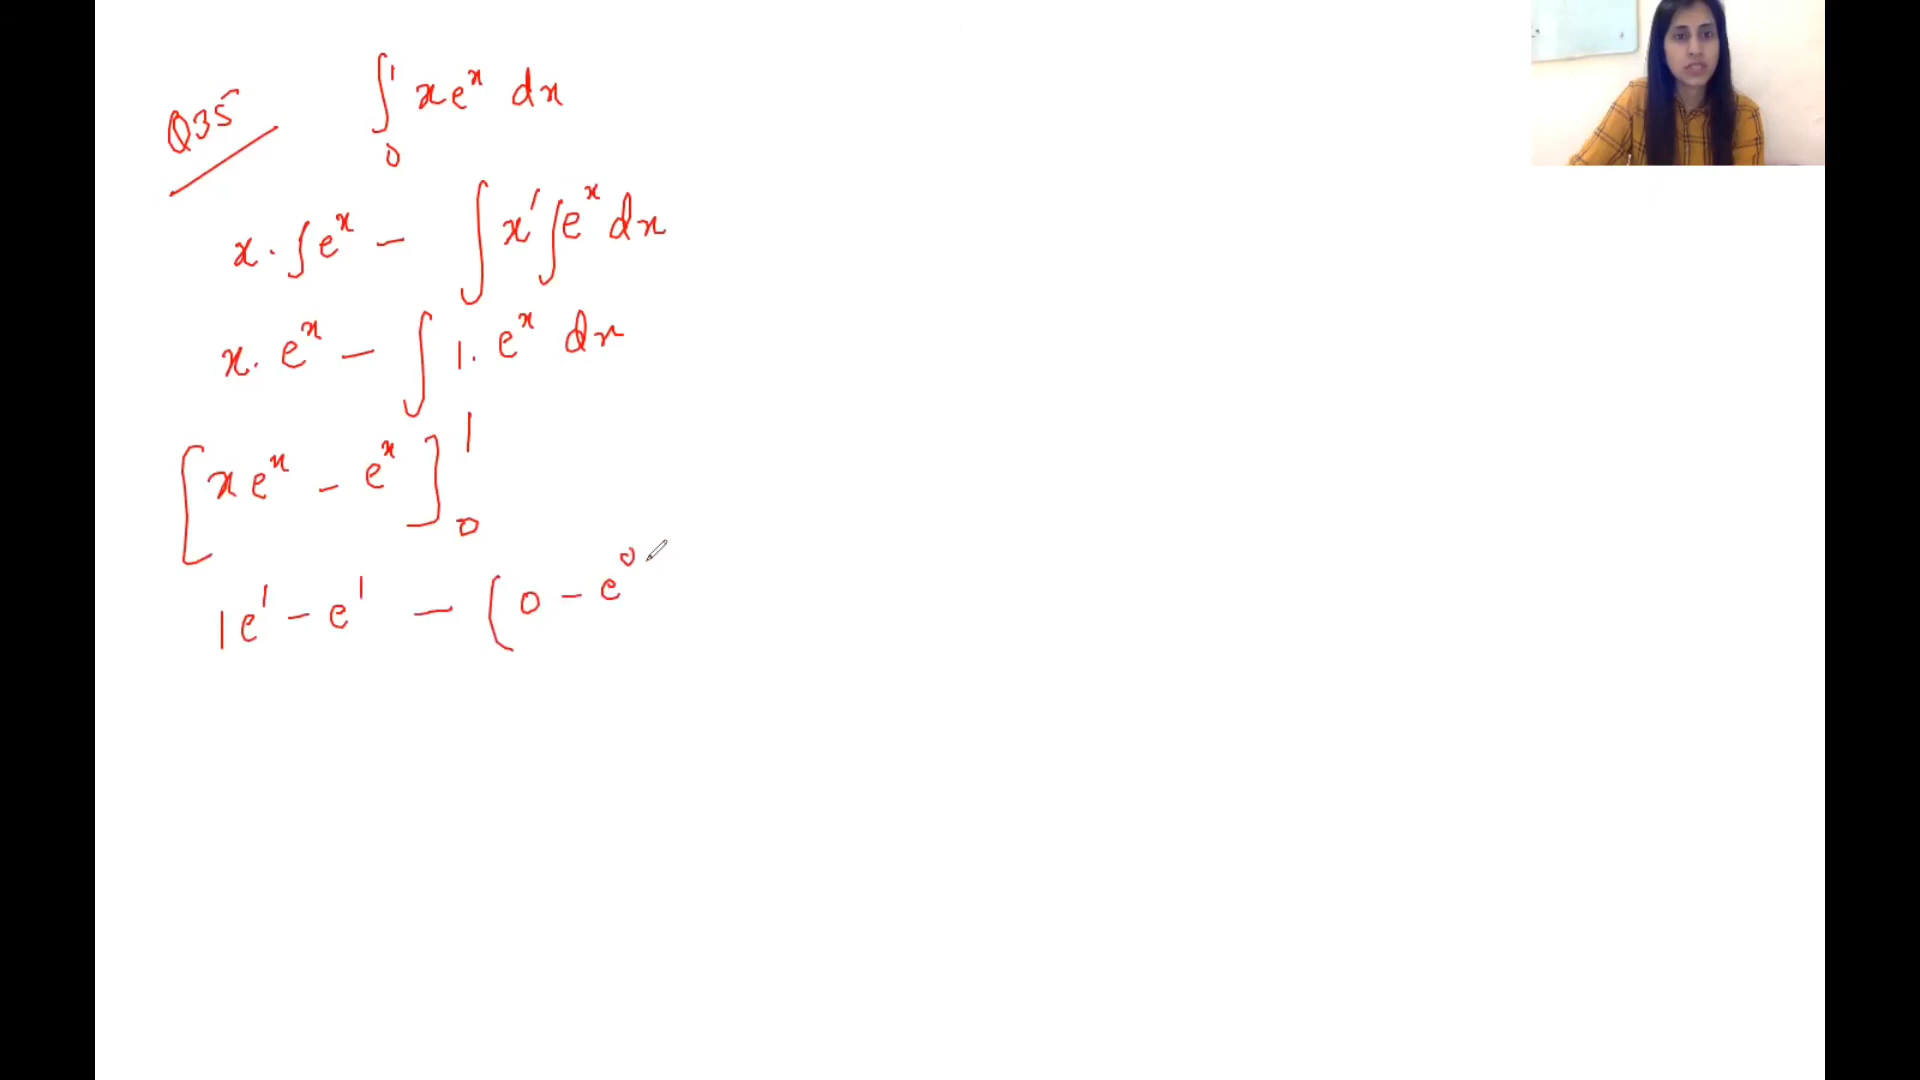 Q35 ∫₀¹ xeˣ dx
x · ∫eˣ − ∫ x' ∫eˣ dx
x · eˣ − ∫ 1 · eˣ dx
[xeˣ − eˣ]₀¹
1e¹ − e¹ − (0 − e⁰